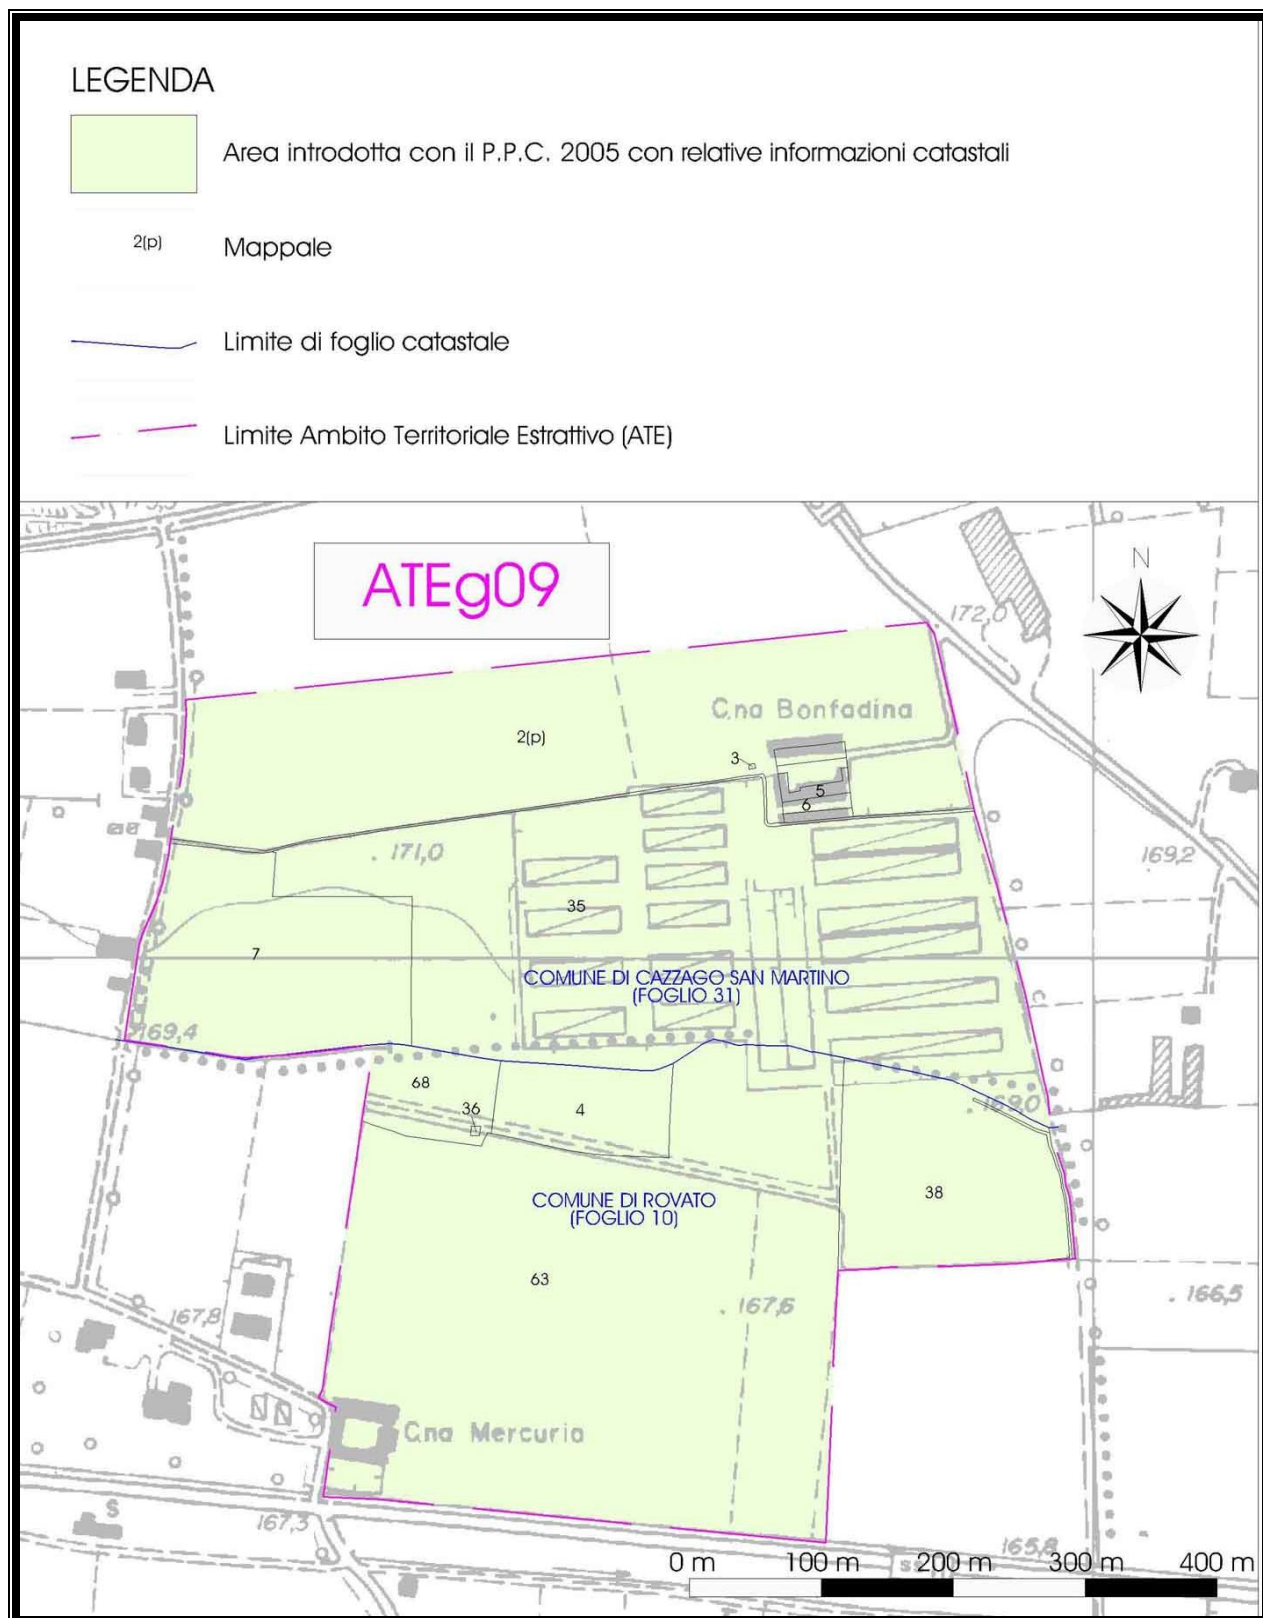 LEGENDA
Area introdotta con il P.P.C. 2005 con relative informazioni catastali
2(p) Mappale
Limite di foglio catastale
Limite Ambito Territoriale Estrattivo (ATE)
ATEg09
N
172,0
C.na Bonfadina
2(p)
3
5
6
171,0
169,2
35
7
COMUNE DI CAZZAGO SAN MARTINO
(FOGLIO 31)
169,4
68
36
4
169,0
38
COMUNE DI ROVATO
(FOGLIO 10)
63
167,6
166,5
167,8
C.na Mercuria
S
167,3
165,8
0 m 100 m 200 m 300 m 400 m